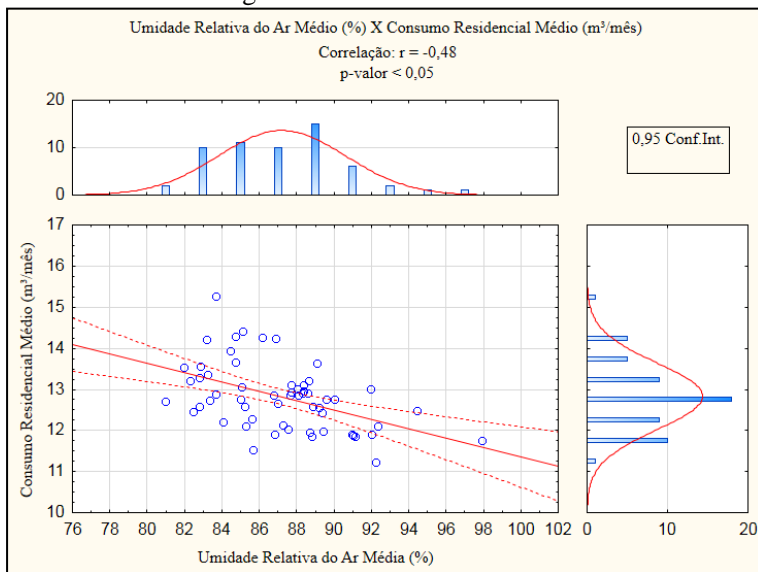 Umidade Relativa do Ar Médio (%) X Consumo Residencial Médio (m³/mês)
Correlação: r = -0,48
p-valor < 0,05
20
10
0
0,95 Conf.Int.
Consumo Residencial Médio (m³/mês)
17
16
15
14
13
12
11
10
76 78 80 82 84 86 88 90 92 94 96 98 100 102
Umidade Relativa do Ar Média (%)
0 10 20